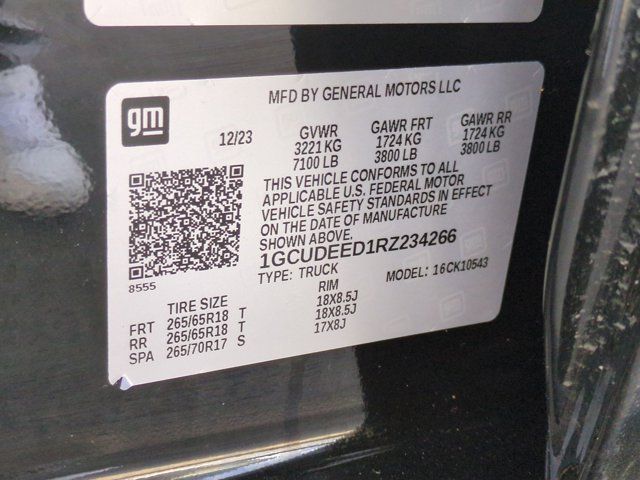 gm
MFD BY GENERAL MOTORS LLC
12/23 GVWR GAWR FRT GAWR RR
3221 KG 1724 KG 1724 KG
7100 LB 3800 LB 3800 LB
THIS VEHICLE CONFORMS TO ALL
APPLICABLE U.S. FEDERAL MOTOR
VEHICLE SAFETY STANDARDS IN EFFECT
ON THE DATE OF MANUFACTURE
SHOWN ABOVE.
1GCUDEED1RZ234266
8555 TYPE: TRUCK MODEL: 16CK10543
TIRE SIZE RIM
FRT 265/65R18 T 18X8.5J
RR 265/65R18 T 18X8.5J
SPA 265/70R17 S 17X8J